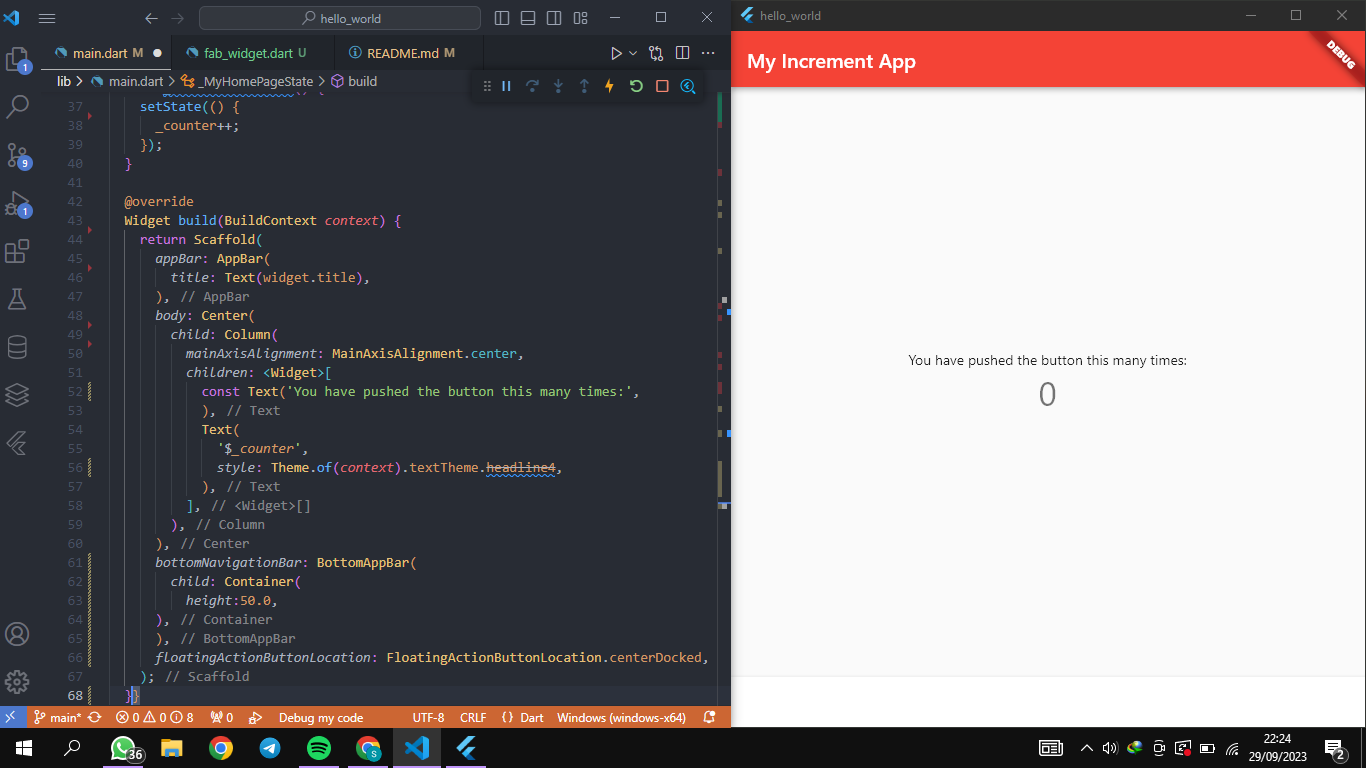 hello_world
main.dart M
fab_widget.dart U
README.md M
lib > main.dart > _MyHomePageState > build
37 setState(() {
38 _counter++;
39 });
40 }
41
42 @override
43 Widget build(BuildContext context) {
44 return Scaffold(
45 appBar: AppBar(
46 title: Text(widget.title),
47 ), // AppBar
48 body: Center(
49 child: Column(
50 mainAxisAlignment: MainAxisAlignment.center,
51 children: <Widget>[
52 const Text('You have pushed the button this many times:',
53 ), // Text
54 Text(
55 '$_counter',
56 style: Theme.of(context).textTheme.headline4,
57 ), // Text
58 ], // <Widget>[]
59 ), // Column
60 ), // Center
61 bottomNavigationBar: BottomAppBar(
62 child: Container(
63 height:50.0,
64 ), // Container
65 ), // BottomAppBar
66 floatingActionButtonLocation: FloatingActionButtonLocation.centerDocked,
67 ); // Scaffold
68 }}
1
9
1
main* 0 0 8 0 Debug my code UTF-8 CRLF {} Dart Windows (windows-x64)
hello_world
My Increment App
DEBUG
You have pushed the button this many times:
0
36
S
22:24
29/09/2023
2